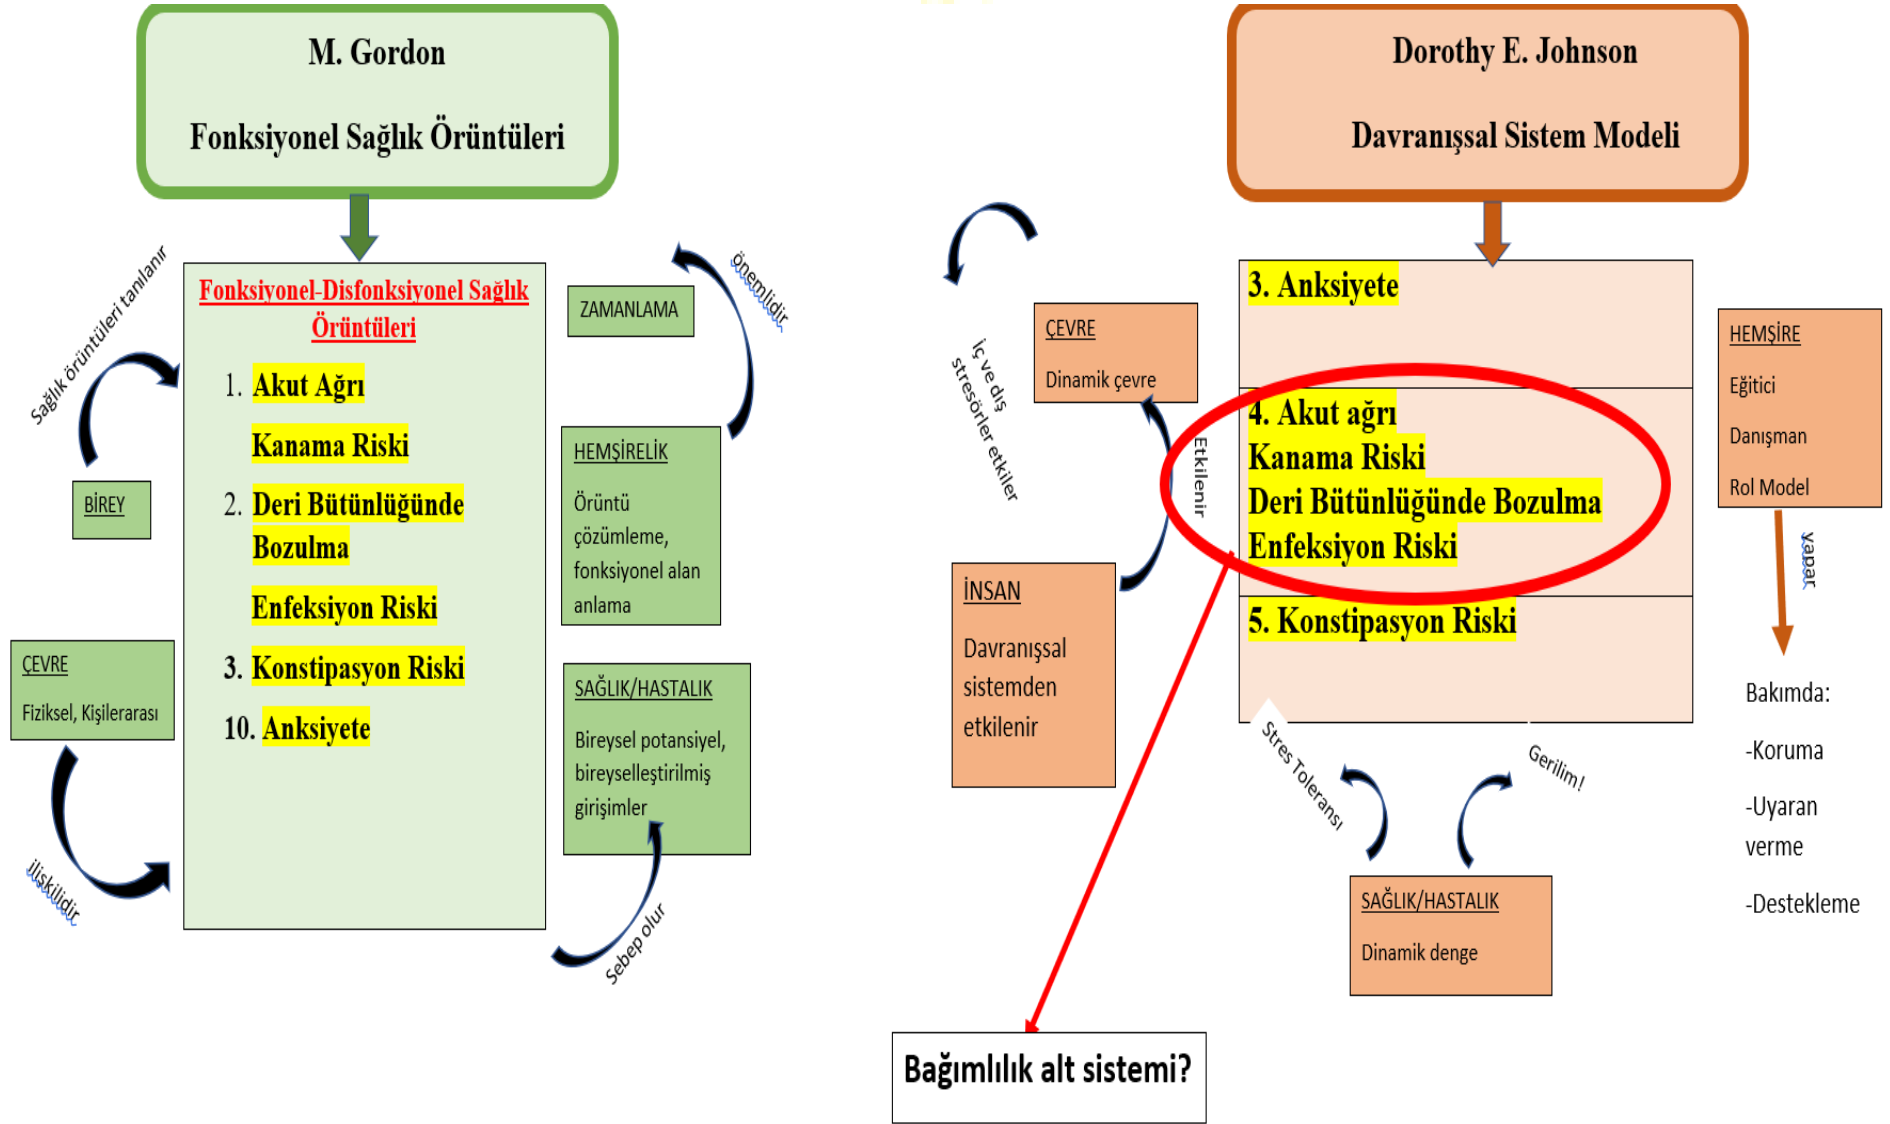 M. Gordon
Fonksiyonel Sağlık Örüntüleri
Sağlık örüntüleri tanılanır
BİREY
ÇEVRE
Fiziksel, Kişilerarası
ilişkilidir
Fonksiyonel-Disfonksiyonel Sağlık
Örüntüleri
1. Akut Ağrı
Kanama Riski
2. Deri Bütünlüğünde
Bozulma
Enfeksiyon Riski
3. Konstipasyon Riski
10. Anksiyete
ZAMANLAMA
önemlidir
HEMŞİRELİK
Örüntü
çözümleme,
fonksiyonel alan
anlama
SAĞLIK/HASTALIK
Bireysel potansiyel,
bireyselleştirilmiş
girişimler
Sebep olur
Dorothy E. Johnson
Davranışsal Sistem Modeli
İç ve dış
stresörler etkiler
ÇEVRE
Dinamik çevre
Etkilenir
İNSAN
Davranışsal
sistemden
etkilenir
3. Anksiyete
4. Akut ağrı
Kanama Riski
Deri Bütünlüğünde Bozulma
Enfeksiyon Riski
5. Konstipasyon Riski
HEMŞİRE
Eğitici
Danışman
Rol Model
yapar
Bakımda:
-Koruma
-Uyaran
verme
-Destekleme
Stres Toleransı
Gerilim!
SAĞLIK/HASTALIK
Dinamik denge
Bağımlılık alt sistemi?